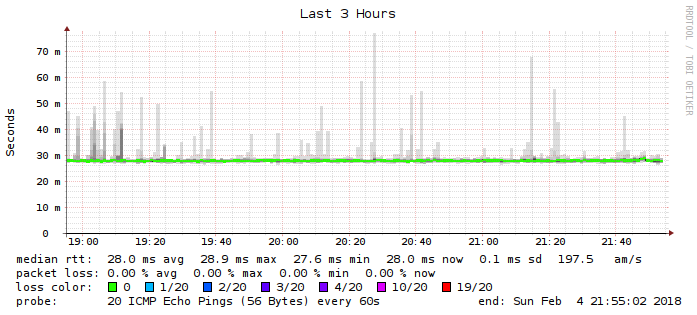 Last 3 Hours
RRDTOOL / TOBI OETIKER
Seconds
70 m
60 m
50 m
40 m
30 m
20 m
10 m
0
19:00 19:20 19:40 20:00 20:20 20:40 21:00 21:20 21:40
median rtt: 28.0 ms avg 28.9 ms max 27.6 ms min 28.0 ms now 0.1 ms sd 197.5 am/s
packet loss: 0.00 % avg 0.00 % max 0.00 % min 0.00 % now
loss color: 0 1/20 2/20 3/20 4/20 10/20 19/20
probe: 20 ICMP Echo Pings (56 Bytes) every 60s end: Sun Feb 4 21:55:02 2018